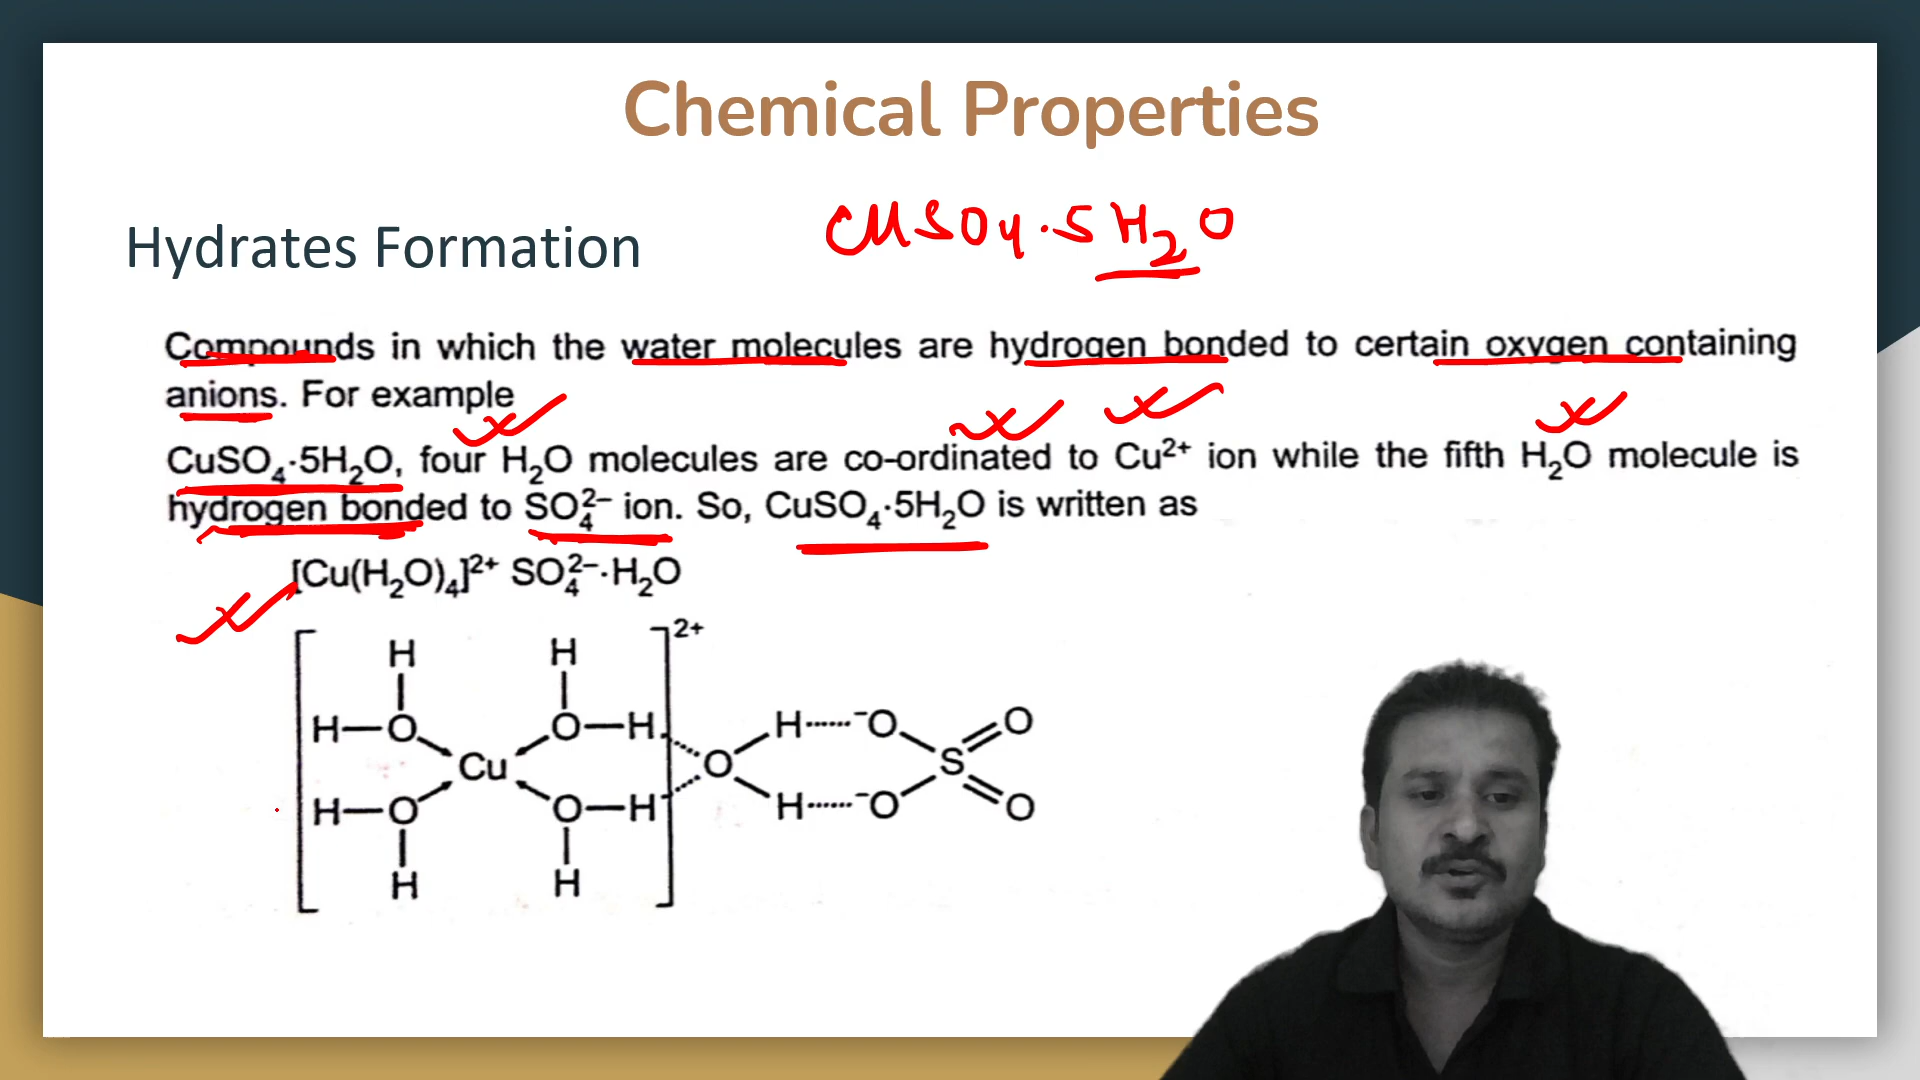 Chemical Properties
CuSO4·5H2O
Hydrates Formation
Compounds in which the water molecules are hydrogen bonded to certain oxygen containing
anions. For example
CuSO₄·5H₂O, four H₂O molecules are co-ordinated to Cu²⁺ ion while the fifth H₂O molecule is
hydrogen bonded to SO₄²⁻ ion. So, CuSO₄·5H₂O is written as
[Cu(H₂O)₄]²⁺ SO₄²⁻·H₂O
2+
H H
H—O O—H H ⁻O O
Cu O S
H—O O—H H ⁻O O
H H